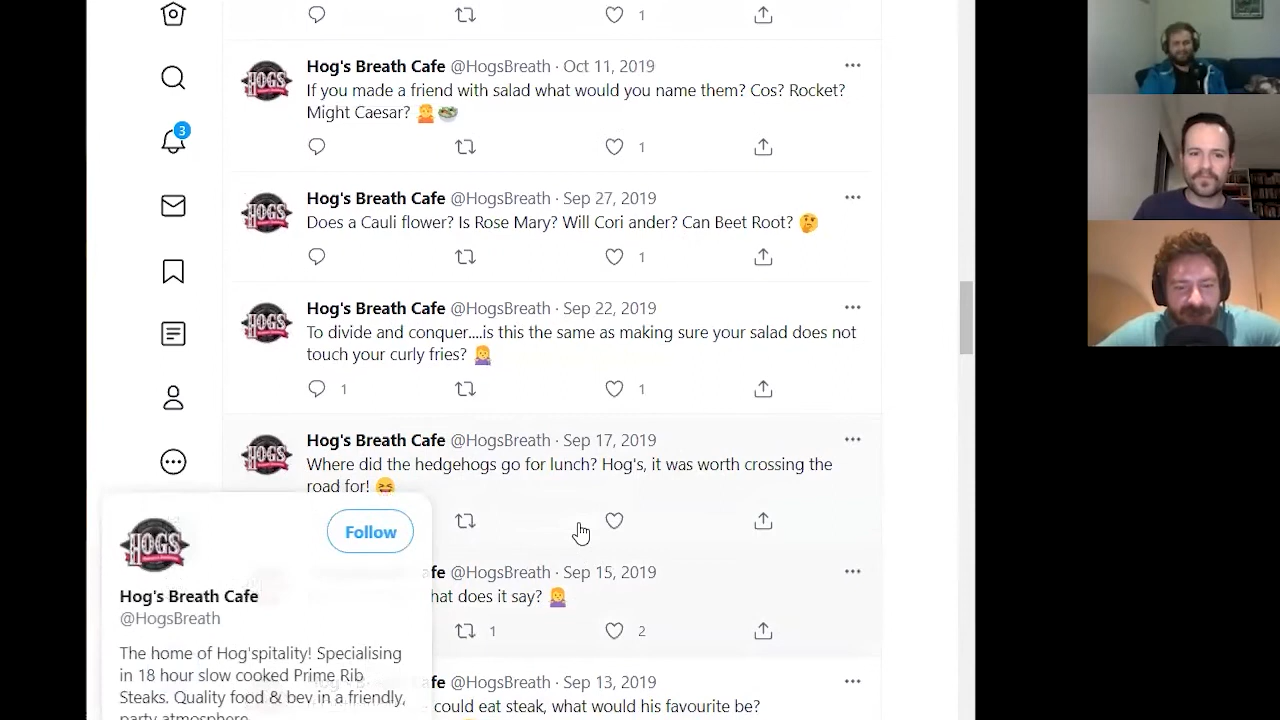 1
Hog's Breath Cafe @HogsBreath · Oct 11, 2019
If you made a friend with salad what would you name them? Cos? Rocket?
Might Caesar?
1
3
Hog's Breath Cafe @HogsBreath · Sep 27, 2019
Does a Cauli flower? Is Rose Mary? Will Cori ander? Can Beet Root?
1
Hog's Breath Cafe @HogsBreath · Sep 22, 2019
To divide and conquer....is this the same as making sure your salad does not
touch your curly fries?
1 1
Hog's Breath Cafe @HogsBreath · Sep 17, 2019
Where did the hedgehogs go for lunch? Hog's, it was worth crossing the
road for!
fe @HogsBreath · Sep 15, 2019
hat does it say?
1 2
fe @HogsBreath · Sep 13, 2019
could eat steak, what would his favourite be?
HOGS
HOGS
HOGS
HOGS
HOGS
Follow
Hog's Breath Cafe
@HogsBreath
The home of Hog'spitality! Specialising
in 18 hour slow cooked Prime Rib
Steaks. Quality food & bev in a friendly,
party atmosphere